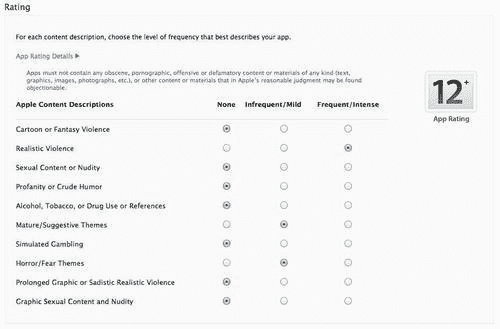 Rating
For each content description, choose the level of frequency that best describes your app.
App Rating Details ▶
Apps must not contain any obscene, pornographic, offensive or defamatory content or materials of any kind (text,
graphics, images, photographs, etc.), or other content or materials that in Apple's reasonable judgment may be found
objectionable.
Apple Content Descriptions None Infrequent/Mild Frequent/Intense
12+
App Rating
Cartoon or Fantasy Violence
Realistic Violence
Sexual Content or Nudity
Profanity or Crude Humor
Alcohol, Tobacco, or Drug Use or References
Mature/Suggestive Themes
Simulated Gambling
Horror/Fear Themes
Prolonged Graphic or Sadistic Realistic Violence
Graphic Sexual Content and Nudity